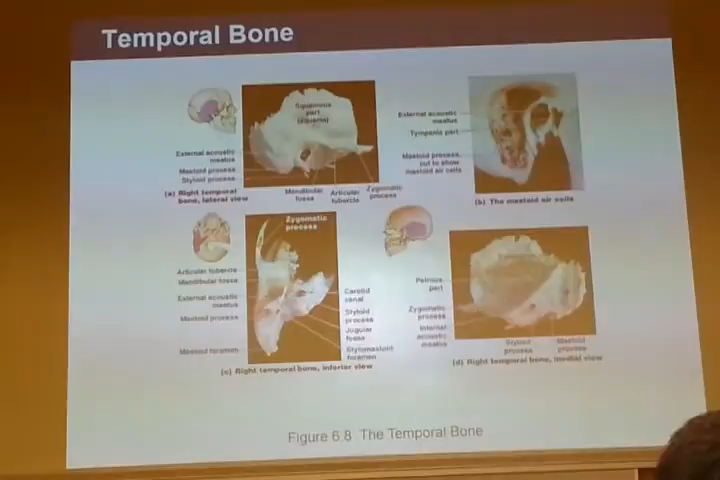 Temporal Bone
Squamous
part
(squama)
External acoustic
meatus
Mastoid process
Styloid process
(a) Right temporal
bone, lateral view
Mandibular
fossa
Articular
tubercle
Zygomatic
process
External acoustic
meatus
Tympanic part
Mastoid process,
cut to show
mastoid air cells
(b) The mastoid air cells
Zygomatic
process
Articular tubercle
Mandibular fossa
External acoustic
meatus
Mastoid process
Mastoid foramen
Carotid
canal
Styloid
process
Jugular
fossa
Stylomastoid
foramen
(c) Right temporal bone, inferior view
Petrous
part
Zygomatic
process
Internal
acoustic
meatus
Styloid
process
Mastoid
process
(d) Right temporal bone, medial view
Figure 6.8 The Temporal Bone